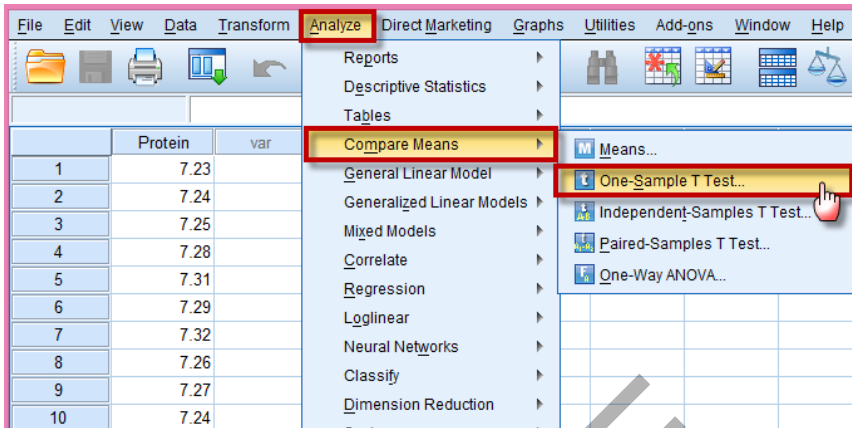 File Edit View Data Transform Analyze Direct Marketing Graphs Utilities Add-ons Window Help
Reports
Descriptive Statistics
Tables
Compare Means
General Linear Model
Generalized Linear Models
Mixed Models
Correlate
Regression
Loglinear
Neural Networks
Classify
Dimension Reduction
M Means...
t One-Sample T Test...
Independent-Samples T Test...
Paired-Samples T Test...
One-Way ANOVA...
Protein var
1 7.23
2 7.24
3 7.25
4 7.28
5 7.31
6 7.29
7 7.32
8 7.26
9 7.27
10 7.24